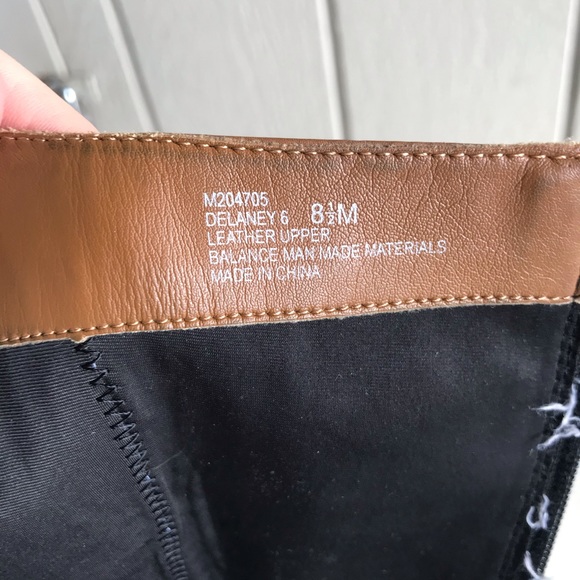 M204705
DELANEY 6 8½M
LEATHER UPPER
BALANCE MAN MADE MATERIALS
MADE IN CHINA